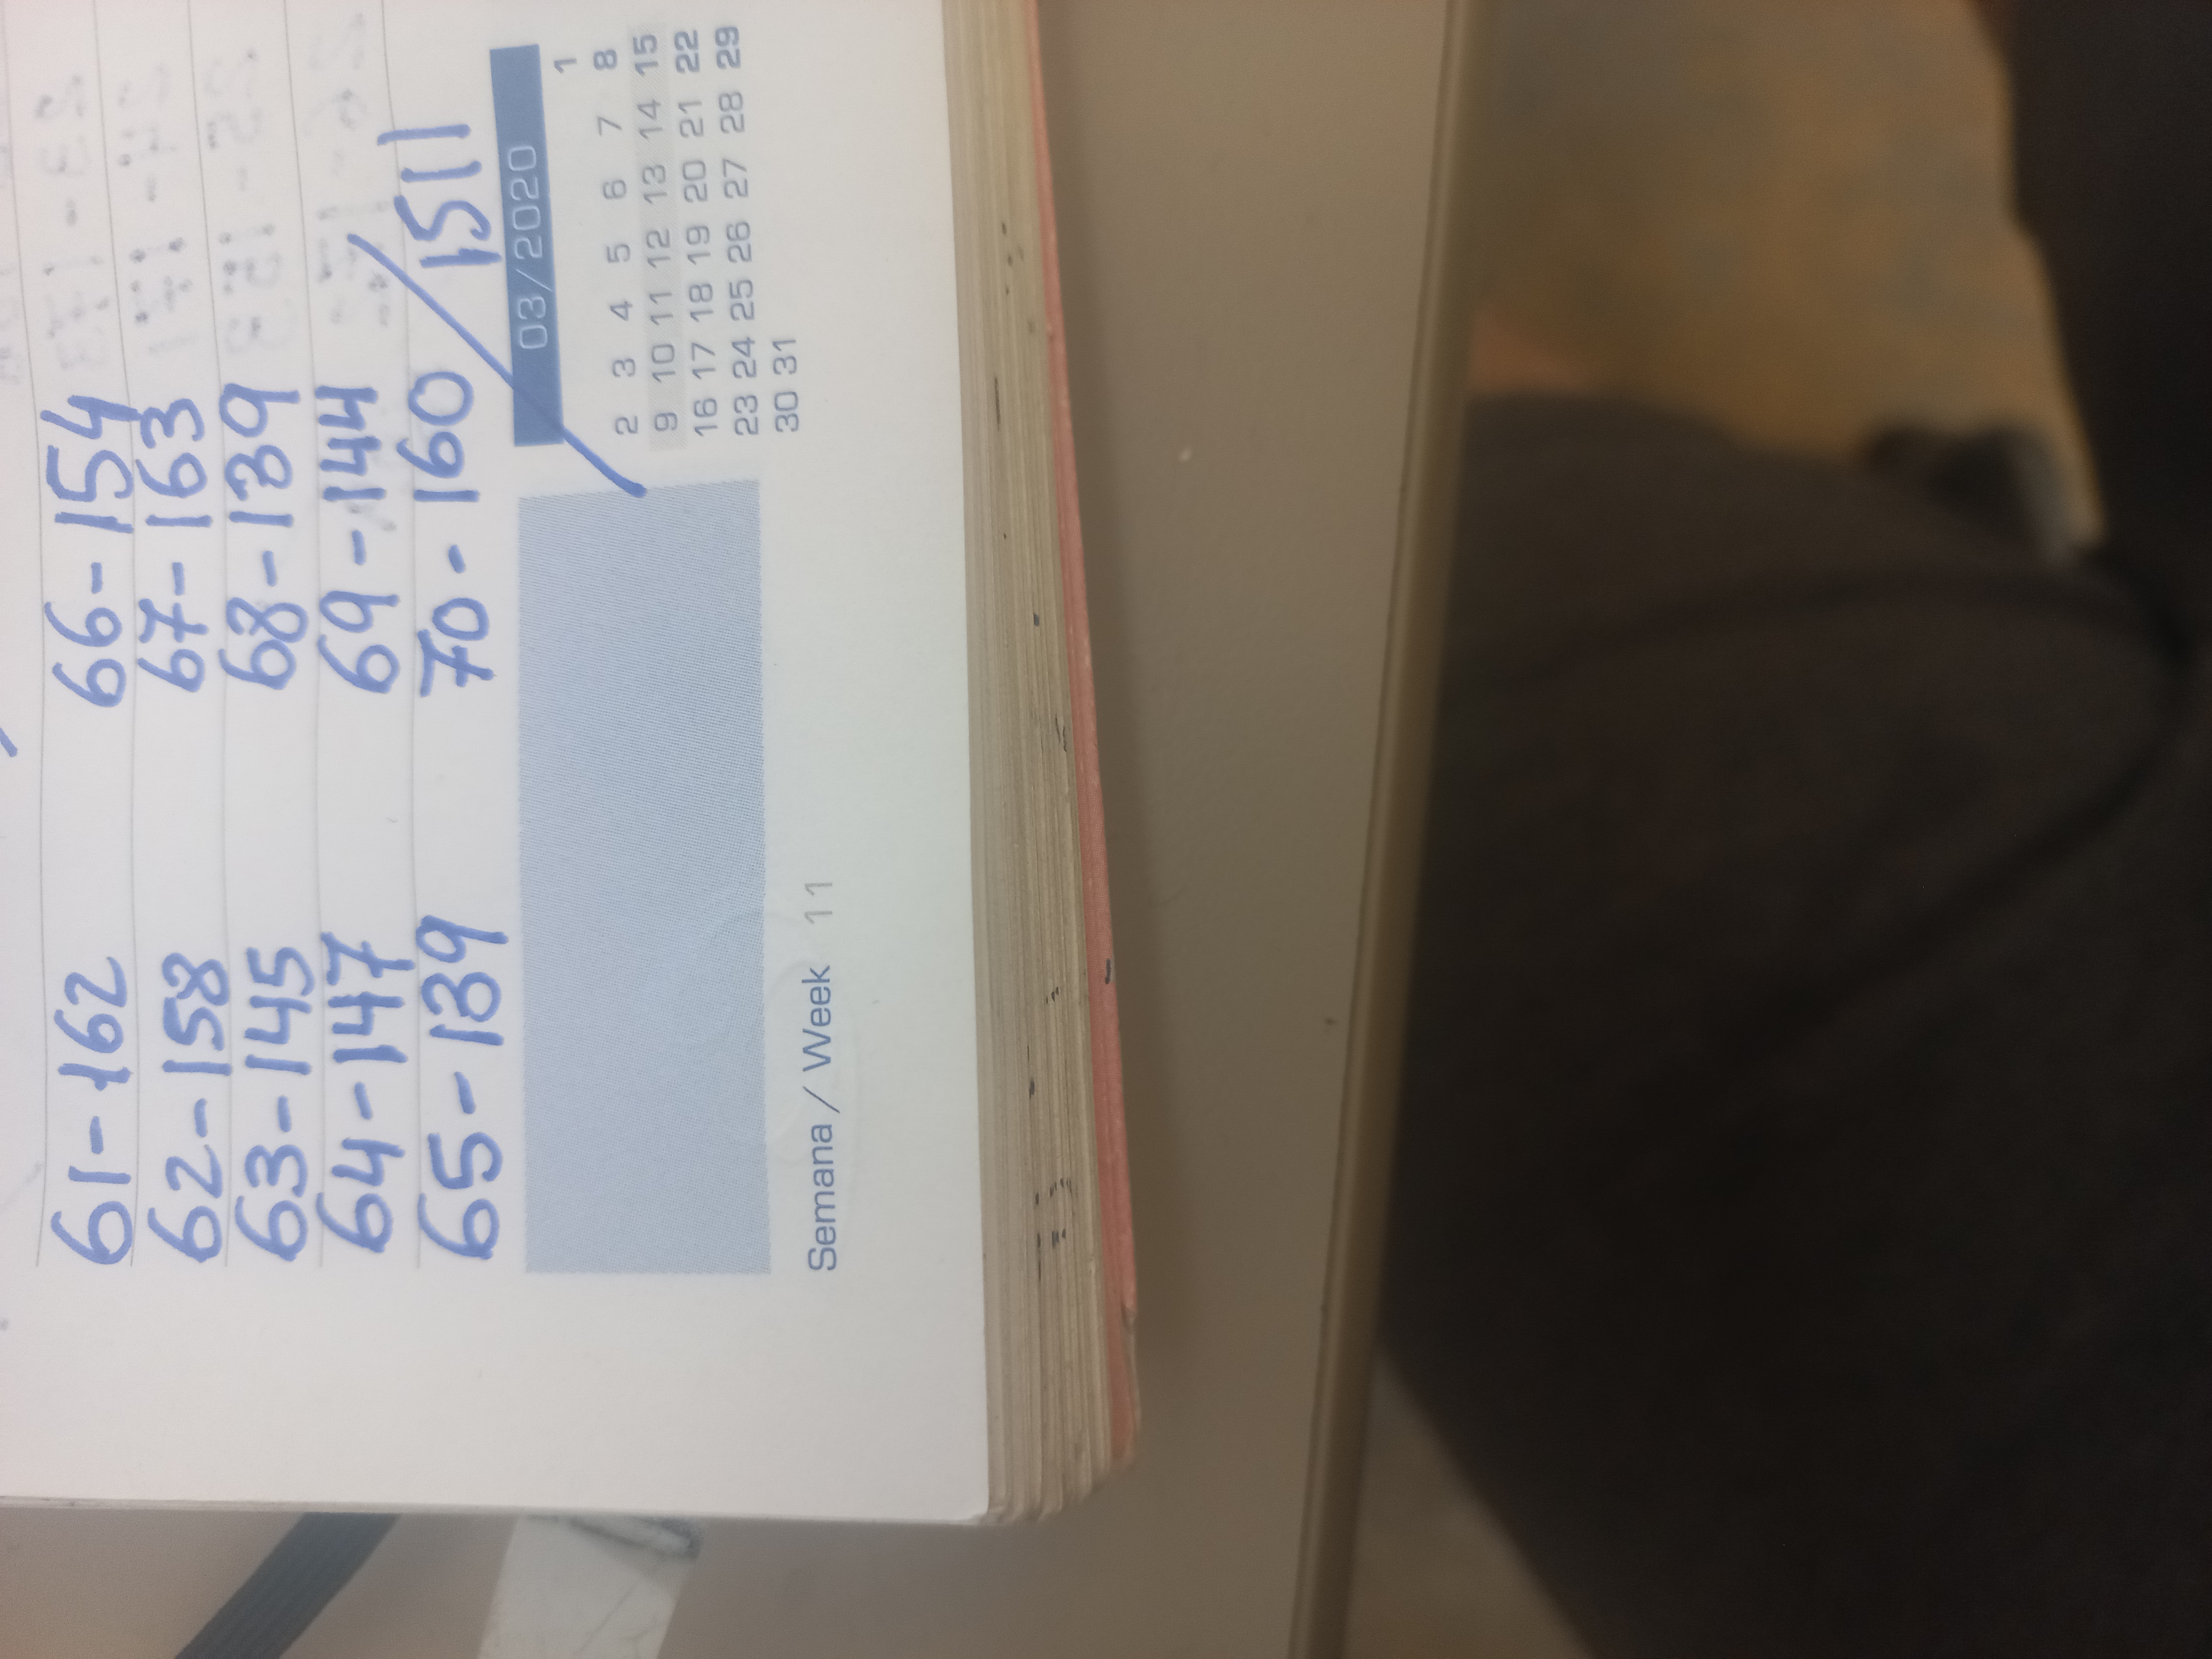 61-162 66-154
62-158 67-163
63-145 68-139
64-147 69-144
65-139 70-160 / 1511
03/2020
1
2 3 4 5 6 7 8
9 10 11 12 13 14 15
16 17 18 19 20 21 22
23 24 25 26 27 28 29
30 31
Semana / Week 11